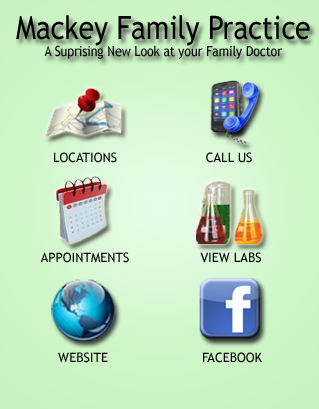 Mackey Family Practice
A Suprising New Look at your Family Doctor
LOCATIONS
CALL US
APPOINTMENTS
VIEW LABS
WEBSITE
FACEBOOK